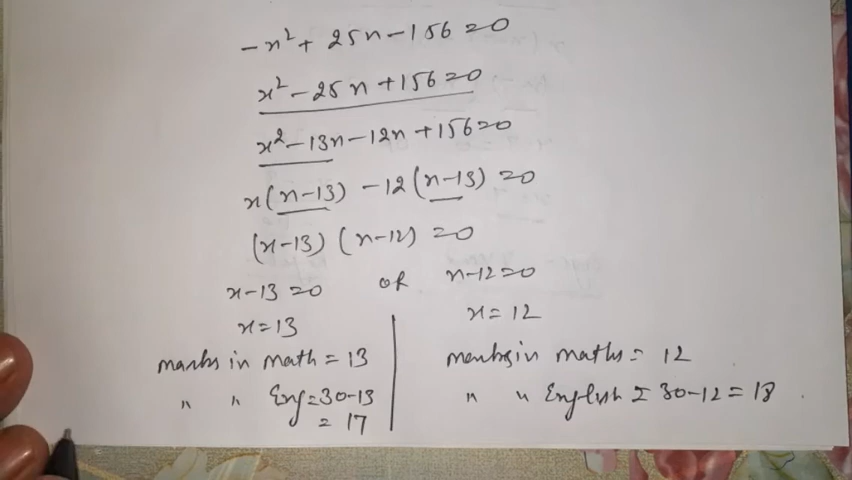 -x² + 25x - 156 = 0
x² - 25x + 156 = 0
x² - 13x - 12x + 156 = 0
x(x-13) - 12(x-13) = 0
(x-13) (x-12) = 0
x-13 = 0 or x-12 = 0
x = 13 x = 12
marks in math = 13 marks in maths = 12
" " Eng = 30-13 " " English = 30-12 = 18
= 17